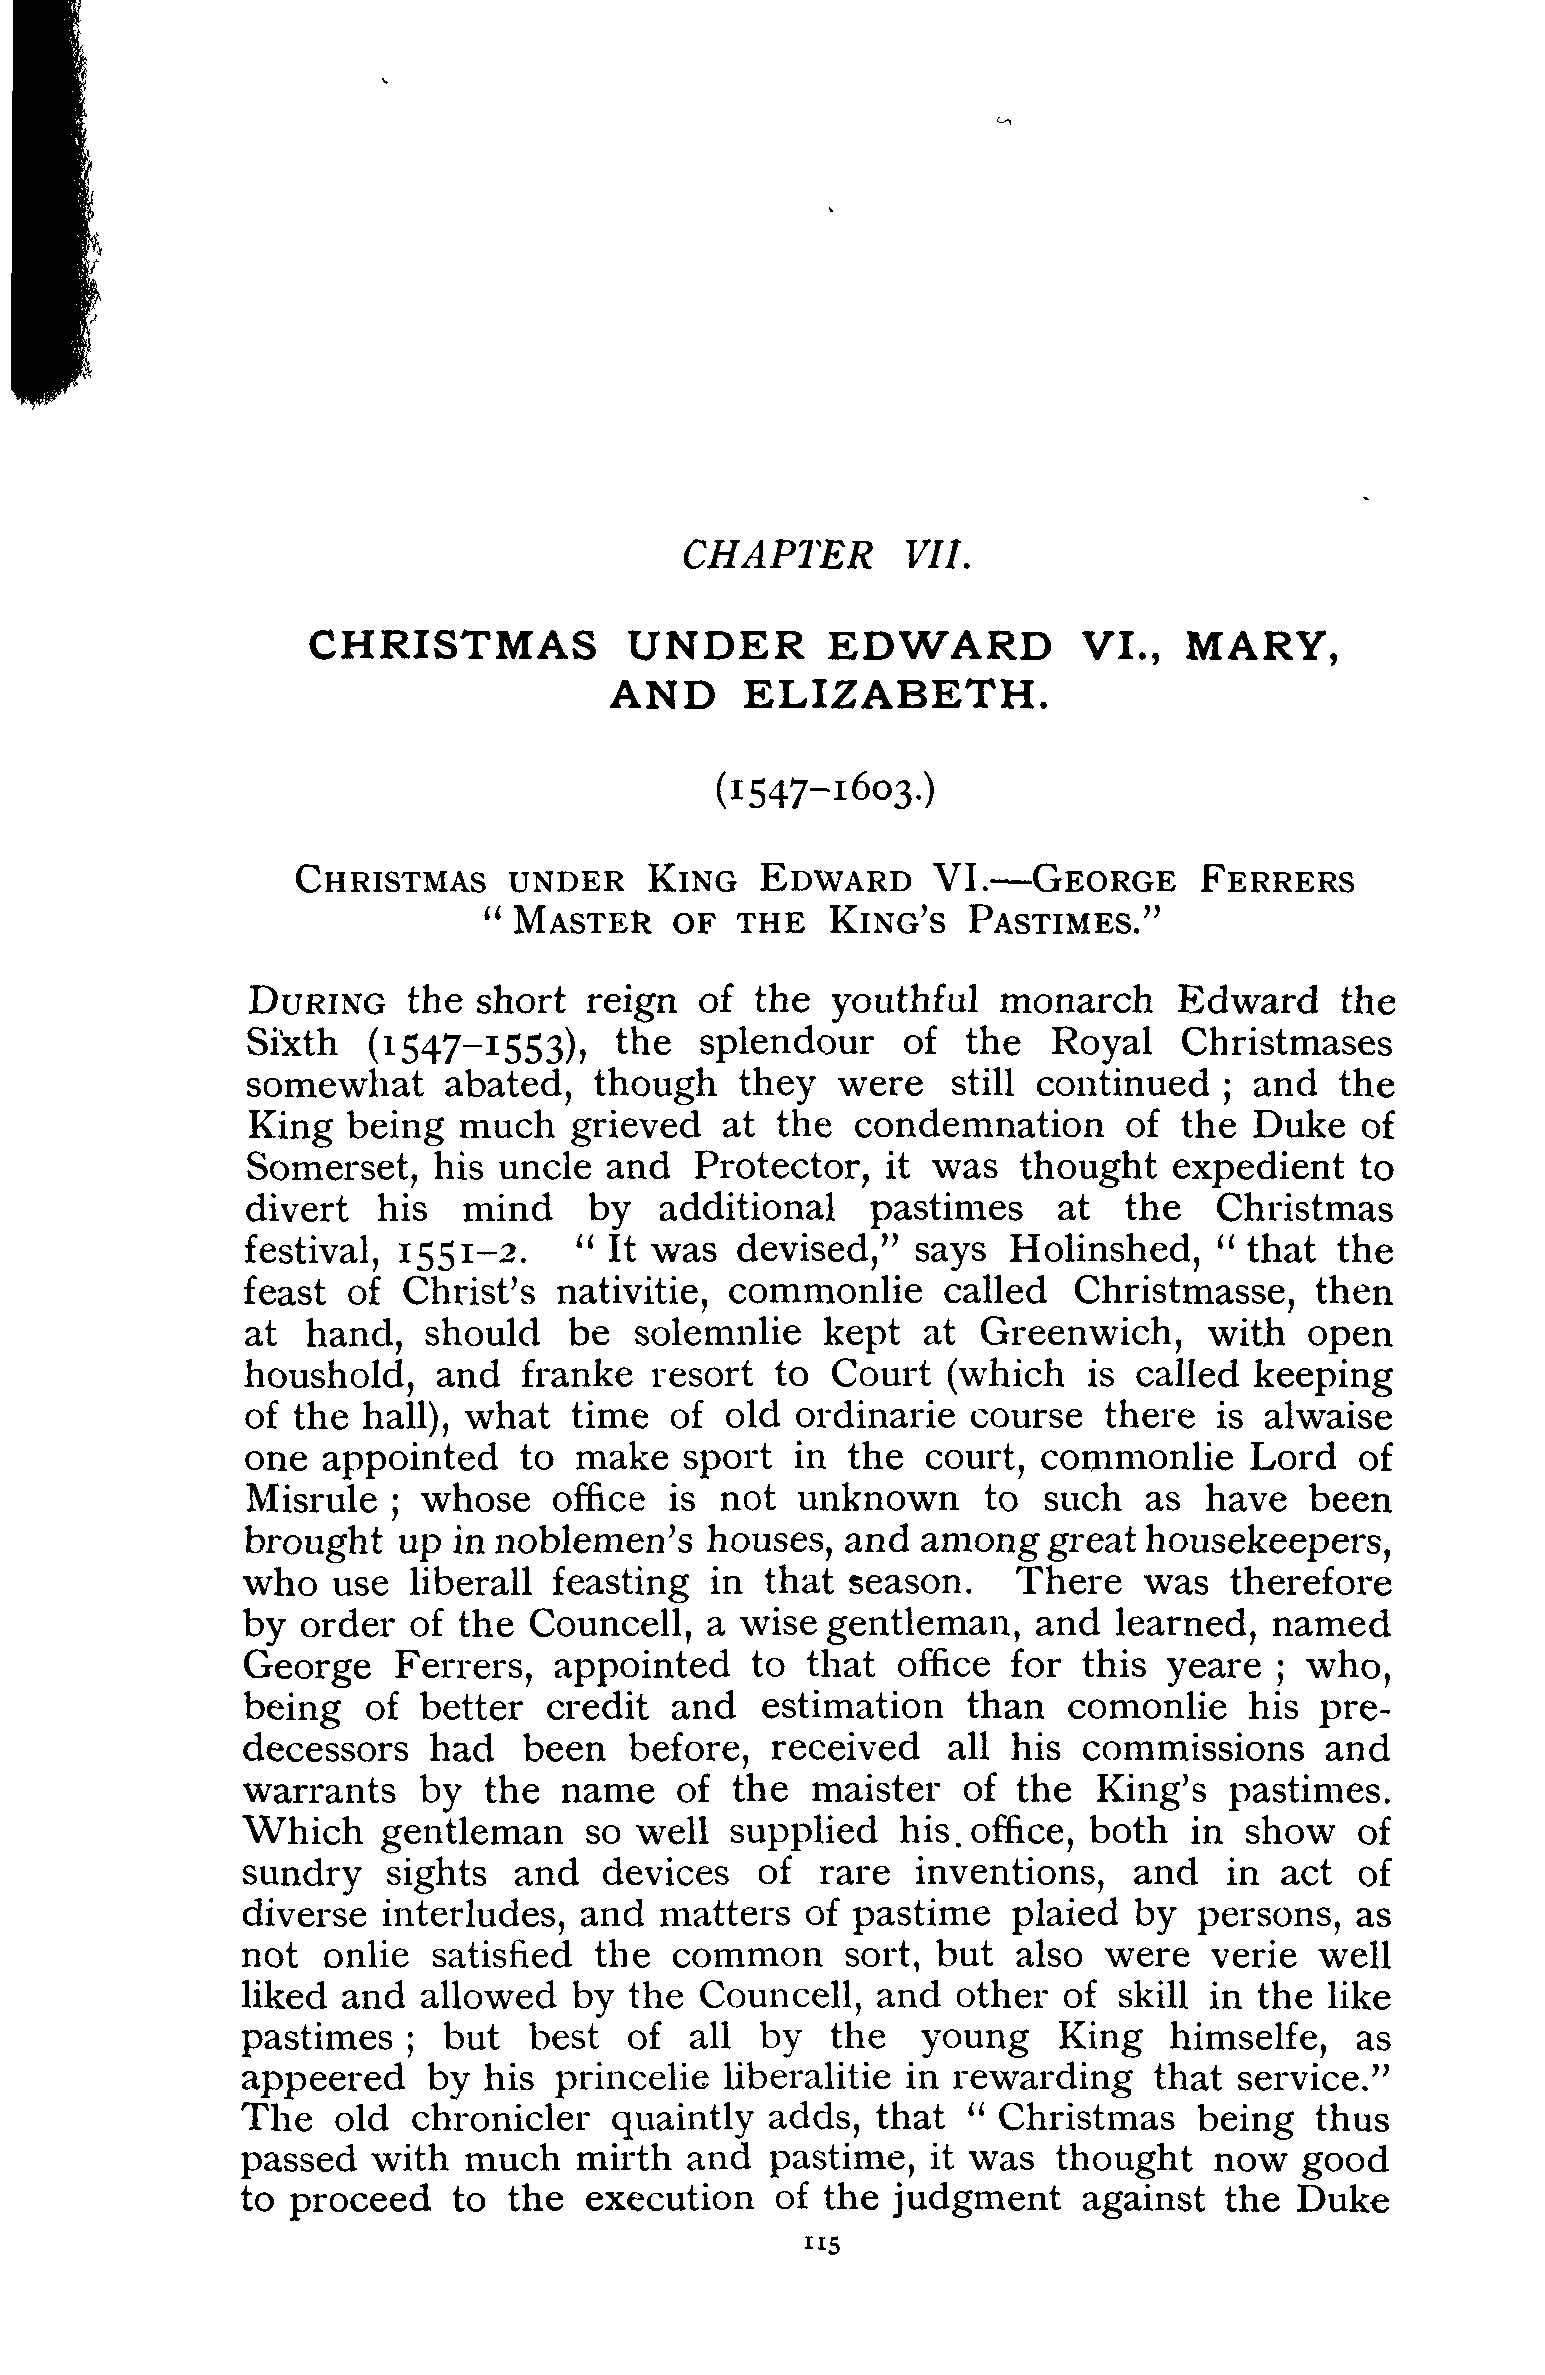 CHAPTER VII.
CHRISTMAS UNDER EDWARD VI., MARY,
AND ELIZABETH.
(1547–1603.)
CHRISTMAS UNDER KING EDWARD VI.—GEORGE FERRERS
“ MASTER OF THE KING’S PASTIMES.”
DURING the short reign of the youthful monarch Edward the
Sixth (1547–1553), the splendour of the Royal Christmases
somewhat abated, though they were still continued ; and the
King being much grieved at the condemnation of the Duke of
Somerset, his uncle and Protector, it was thought expedient to
divert his mind by additional pastimes at the Christmas
festival, 1551–2. “ It was devised,” says Holinshed, “ that the
feast of Christ’s nativitie, commonlie called Christmasse, then
at hand, should be solemnlie kept at Greenwich, with open
houshold, and franke resort to Court (which is called keeping
of the hall), what time of old ordinarie course there is alwaise
one appointed to make sport in the court, commonlie Lord of
Misrule ; whose office is not unknown to such as have been
brought up in noblemen’s houses, and among great housekeepers,
who use liberall feasting in that season. There was therefore
by order of the Councell, a wise gentleman, and learned, named
George Ferrers, appointed to that office for this yeare ; who,
being of better credit and estimation than comonlie his pre-
decessors had been before, received all his commissions and
warrants by the name of the maister of the King’s pastimes.
Which gentleman so well supplied his office, both in show of
sundry sights and devices of rare inventions, and in act of
diverse interludes, and matters of pastime plaied by persons, as
not onlie satisfied the common sort, but also were verie well
liked and allowed by the Councell, and other of skill in the like
pastimes ; but best of all by the young King himselfe, as
appeered by his princelie liberalitie in rewarding that service.”
The old chronicler quaintly adds, that “ Christmas being thus
passed with much mirth and pastime, it was thought now good
to proceed to the execution of the judgment against the Duke
115